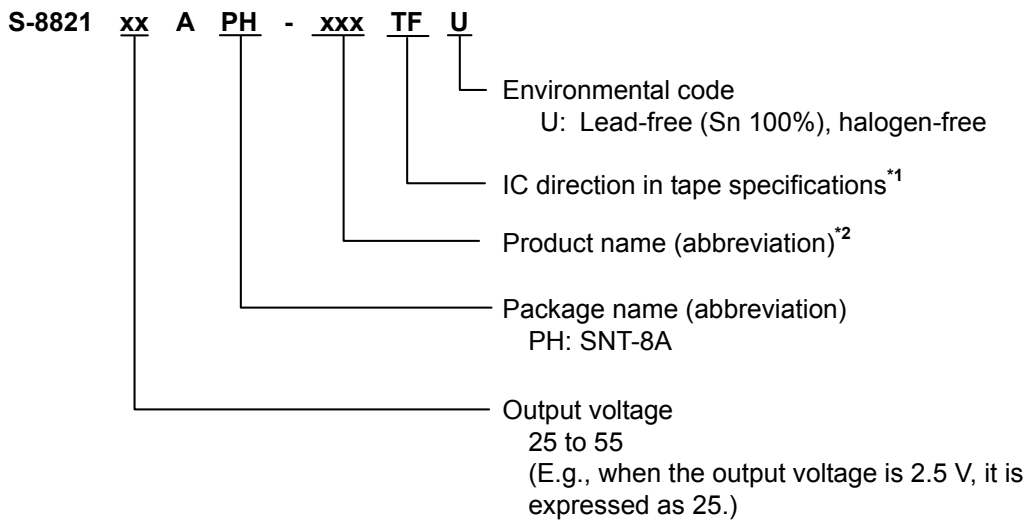 S-8821 xx A PH - xxx TF U
Environmental code
U: Lead-free (Sn 100%), halogen-free
IC direction in tape specifications*1
Product name (abbreviation)*2
Package name (abbreviation)
PH: SNT-8A
Output voltage
25 to 55
(E.g., when the output voltage is 2.5 V, it is
expressed as 25.)